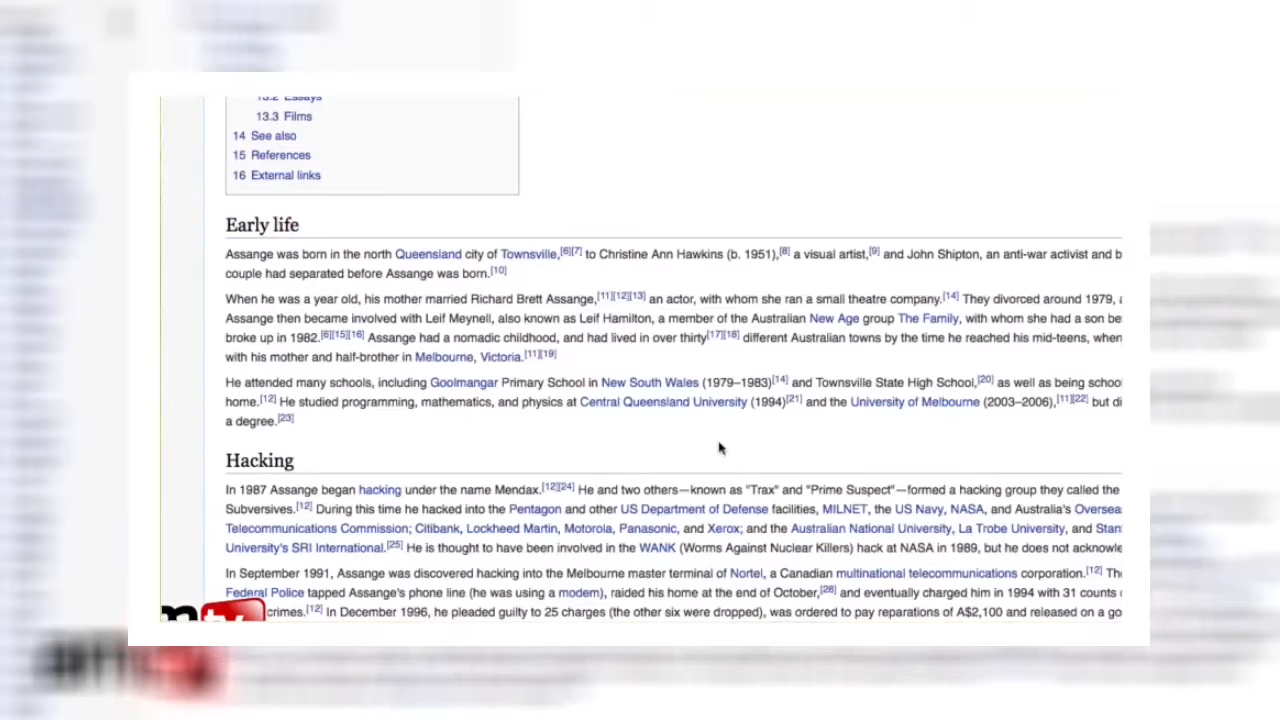 13.2 Essays
13.3 Films
14 See also
15 References
16 External links
Early life
Assange was born in the north Queensland city of Townsville,[6][7] to Christine Ann Hawkins (b. 1951),[8] a visual artist,[9] and John Shipton, an anti-war activist and b
couple had separated before Assange was born.[10]
When he was a year old, his mother married Richard Brett Assange,[11][12][13] an actor, with whom she ran a small theatre company.[14] They divorced around 1979, a
Assange then became involved with Leif Meynell, also known as Leif Hamilton, a member of the Australian New Age group The Family, with whom she had a son be
broke up in 1982.[6][15][16] Assange had a nomadic childhood, and had lived in over thirty[17][18] different Australian towns by the time he reached his mid-teens, when
with his mother and half-brother in Melbourne, Victoria.[11][19]
He attended many schools, including Goolmangar Primary School in New South Wales (1979–1983)[14] and Townsville State High School,[20] as well as being school
home.[12] He studied programming, mathematics, and physics at Central Queensland University (1994)[21] and the University of Melbourne (2003–2006),[11][22] but di
a degree.[23]
Hacking
In 1987 Assange began hacking under the name Mendax.[12][24] He and two others—known as "Trax" and "Prime Suspect"—formed a hacking group they called the
Subversives.[12] During this time he hacked into the Pentagon and other US Department of Defense facilities, MILNET, the US Navy, NASA, and Australia's Oversea
Telecommunications Commission; Citibank, Lockheed Martin, Motorola, Panasonic, and Xerox; and the Australian National University, La Trobe University, and Stan
University's SRI International.[25] He is thought to have been involved in the WANK (Worms Against Nuclear Killers) hack at NASA in 1989, but he does not acknowle
In September 1991, Assange was discovered hacking into the Melbourne master terminal of Nortel, a Canadian multinational telecommunications corporation.[12] Th
Federal Police tapped Assange's phone line (he was using a modem), raided his home at the end of October,[26] and eventually charged him in 1994 with 31 counts
crimes.[12] In December 1996, he pleaded guilty to 25 charges (the other six were dropped), was ordered to pay reparations of A$2,100 and released on a go